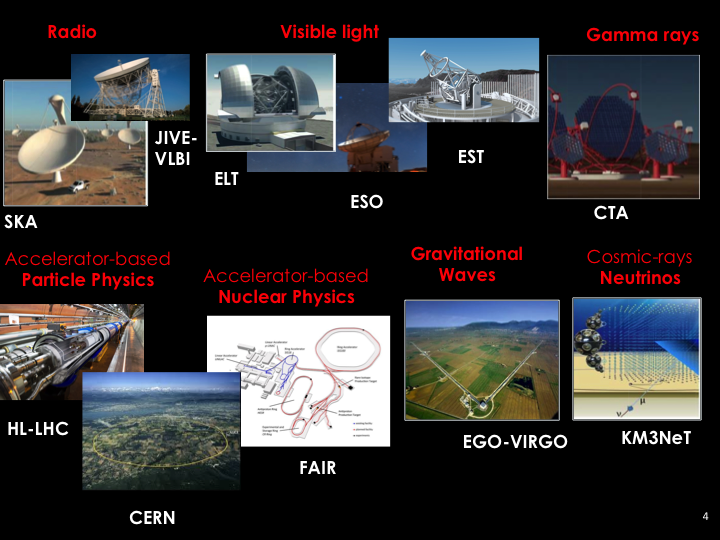 Radio
Visible light
Gamma rays
JIVE-
VLBI
ELT
EST
ESO
SKA
CTA
Accelerator-based
Particle Physics
Accelerator-based
Nuclear Physics
Gravitational
Waves
Cosmic-rays
Neutrinos
HL-LHC
CERN
FAIR
EGO-VIRGO
KM3NeT
μ
4